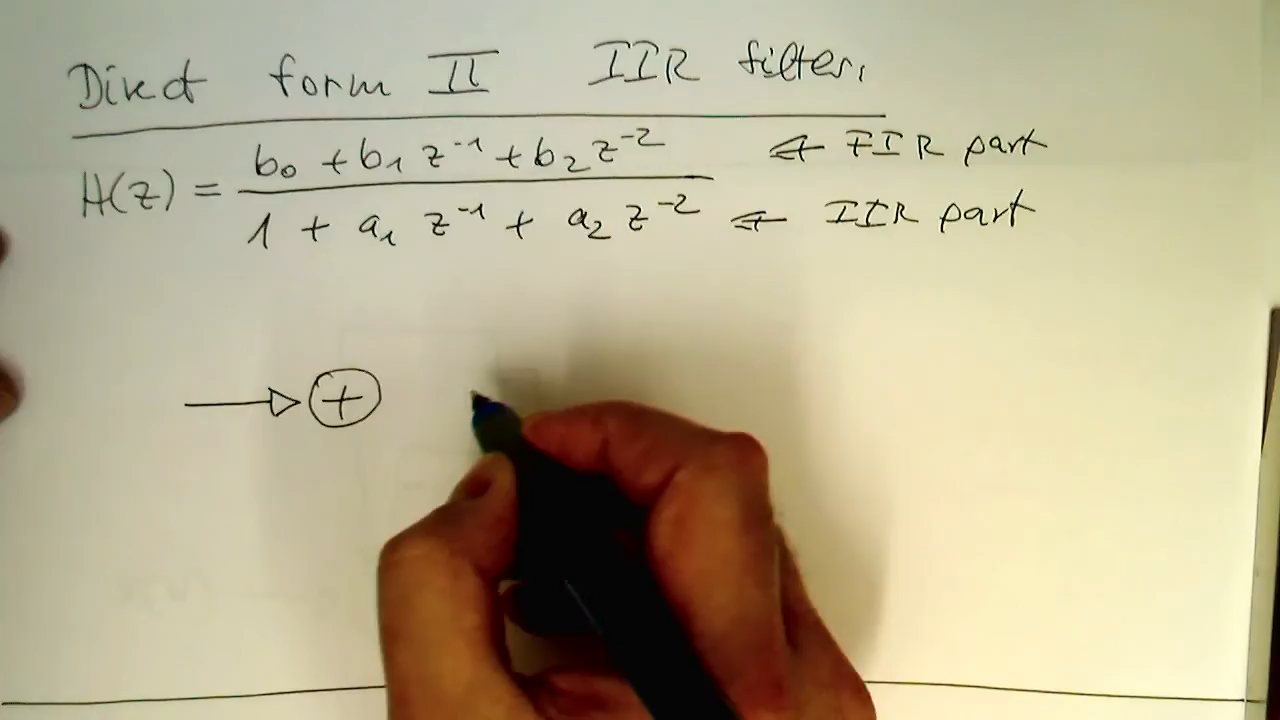 Direct form II IIR filter.
H(z) = b₀ + b₁ z⁻¹ + b₂ z⁻² ⇐ FIR part
1 + a₁ z⁻¹ + a₂ z⁻² ⇐ IIR part
+